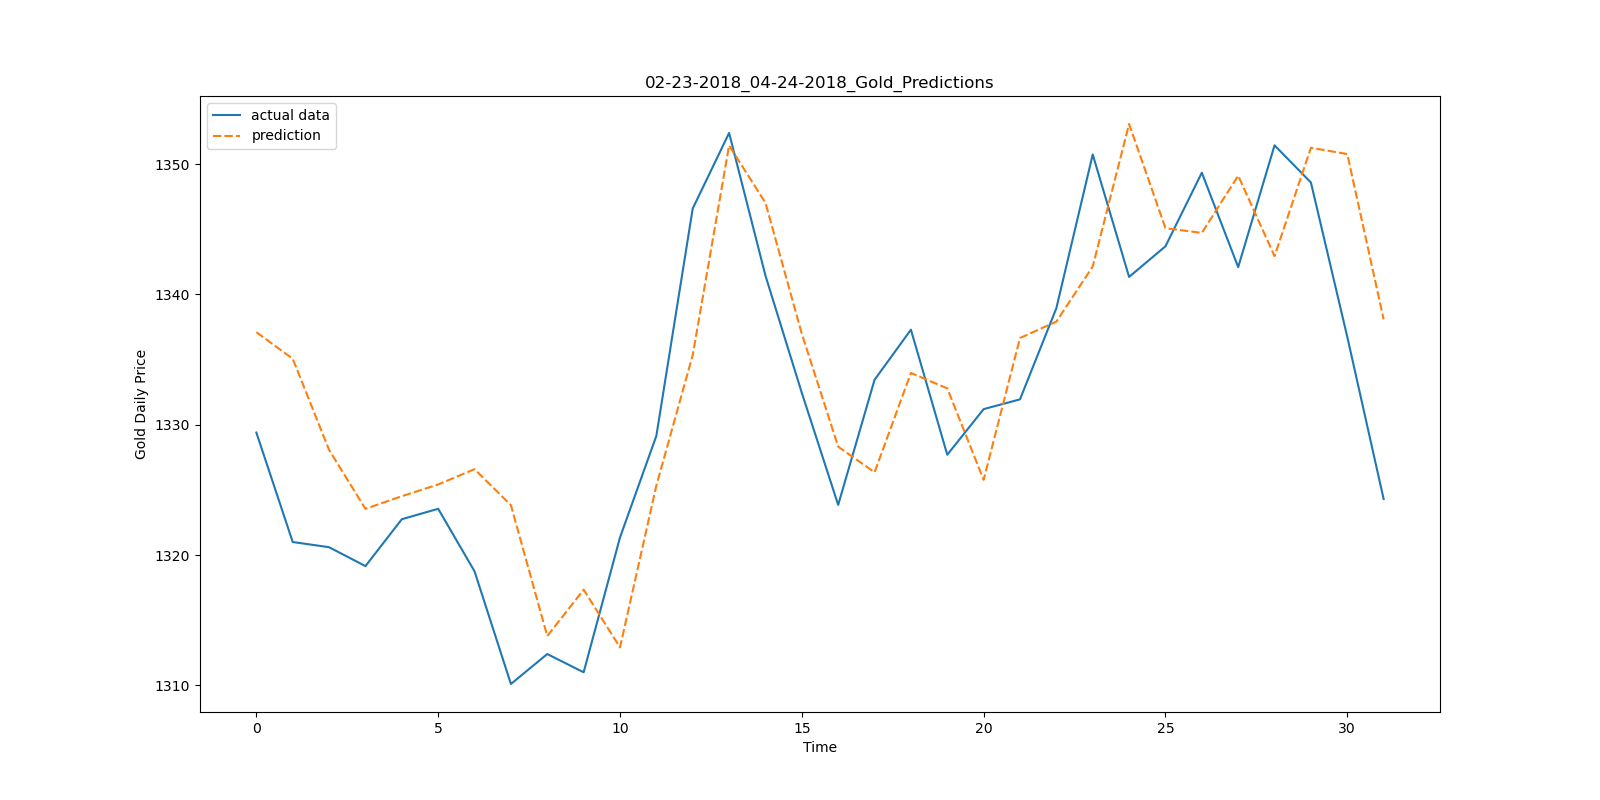 02-23-2018_04-24-2018_Gold_Predictions
actual data
prediction
1350
1340
1330
1320
1310
Gold Daily Price
0 5 10 15 20 25 30
Time